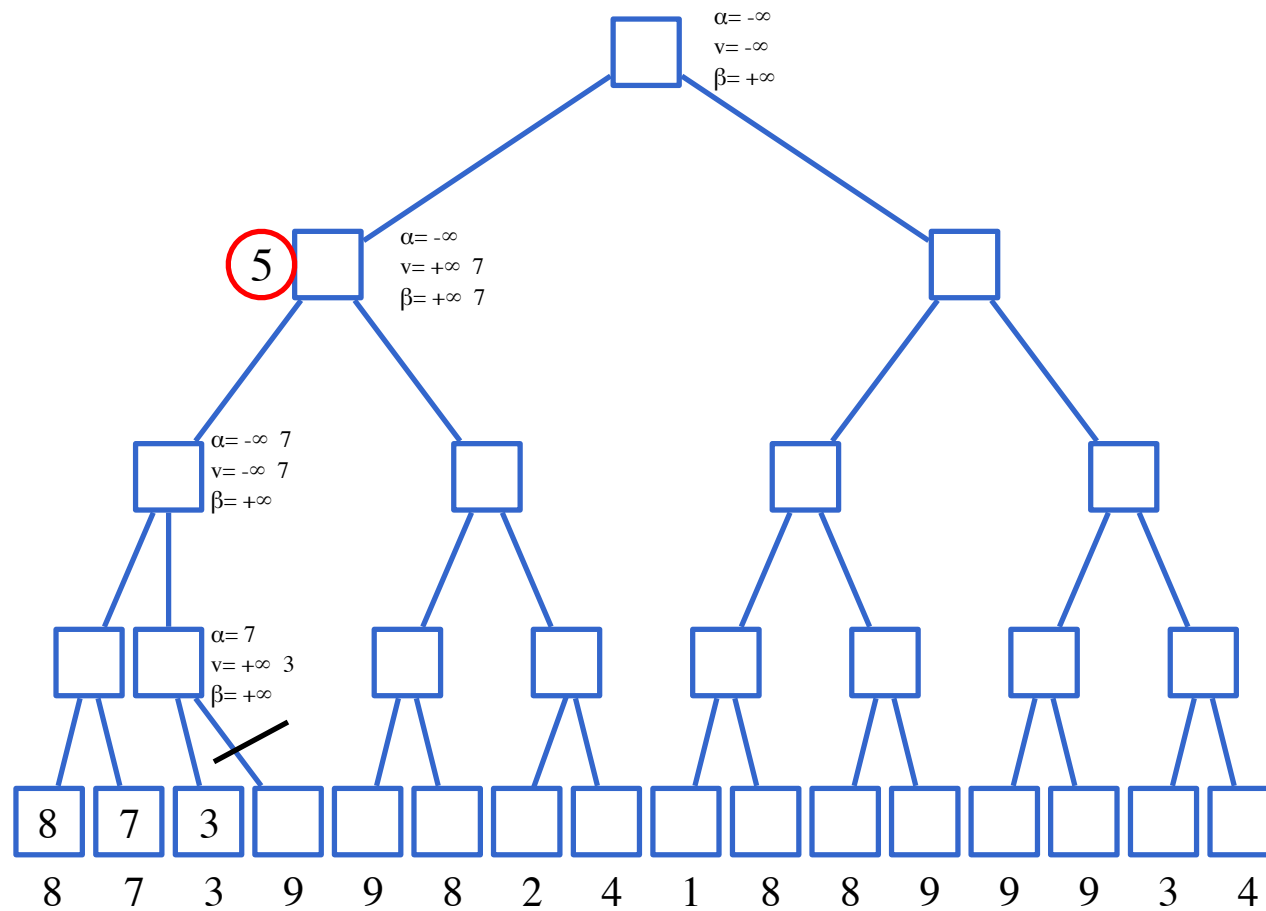 α= -∞
v= -∞
β= +∞
5
α= -∞
v= +∞ 7
β= +∞ 7
α= -∞ 7
v= -∞ 7
β= +∞
α= 7
v= +∞ 3
β= +∞
8 7 3
8 7 3 9 9 8 2 4 1 8 8 9 9 9 3 4